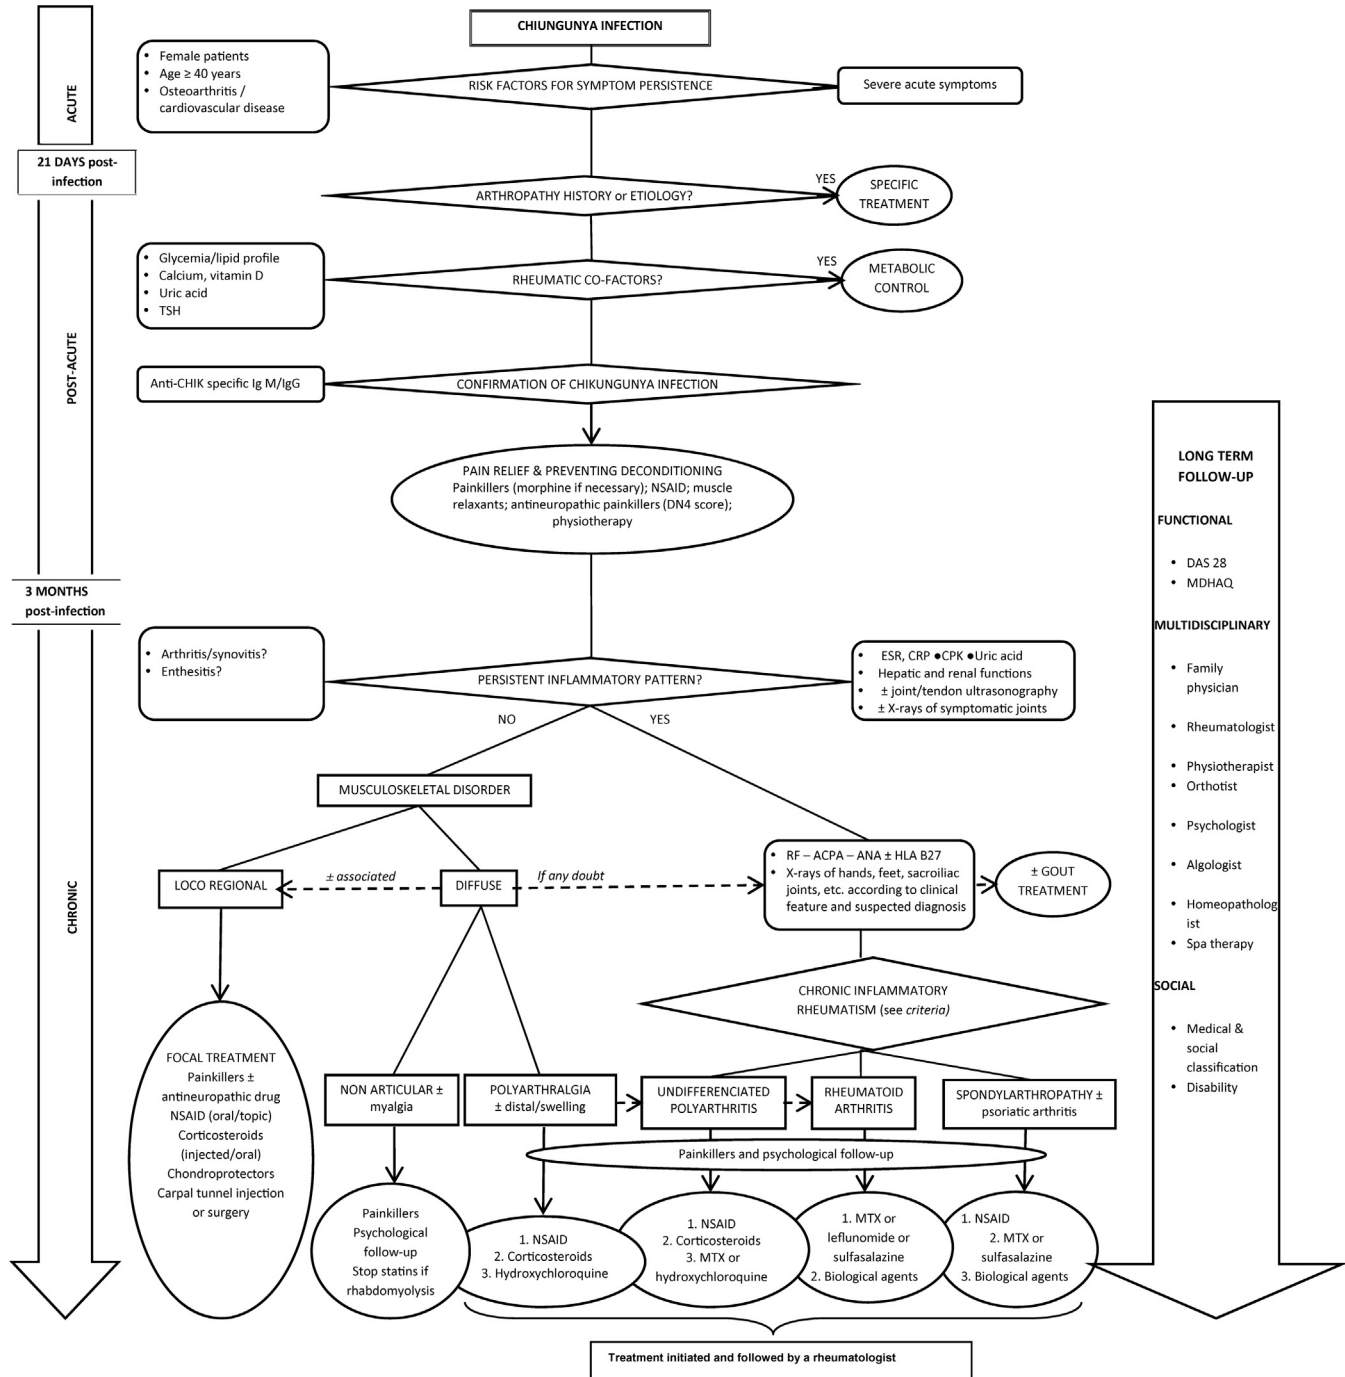 CHIUNGUNYA INFECTION
ACUTE
• Female patients
• Age ≥ 40 years
• Osteoarthritis /
cardiovascular disease
RISK FACTORS FOR SYMPTOM PERSISTENCE
Severe acute symptoms
21 DAYS post-
infection
ARTHROPATHY HISTORY or ETIOLOGY?
YES
SPECIFIC
TREATMENT
POST-ACUTE
• Glycemia/lipid profile
• Calcium, vitamin D
• Uric acid
• TSH
RHEUMATIC CO-FACTORS?
YES
METABOLIC
CONTROL
Anti-CHIK specific Ig M/IgG
CONFIRMATION OF CHIKUNGUNYA INFECTION
PAIN RELIEF & PREVENTING DECONDITIONING
Painkillers (morphine if necessary); NSAID; muscle
relaxants; antineuropathic painkillers (DN4 score);
physiotherapy
3 MONTHS
post-infection
• Arthritis/synovitis?
• Enthesitis?
PERSISTENT INFLAMMATORY PATTERN?
• ESR, CRP ●CPK ●Uric acid
• Hepatic and renal functions
• ± joint/tendon ultrasonography
• ± X-rays of symptomatic joints
NO
YES
CHRONIC
MUSCULOSKELETAL DISORDER
LOCO REGIONAL
± associated
DIFFUSE
If any doubt
• RF – ACPA – ANA ± HLA B27
• X-rays of hands, feet, sacroiliac
joints, etc. according to clinical
feature and suspected diagnosis
± GOUT
TREATMENT
CHRONIC INFLAMMATORY
RHEUMATISM (see criteria)
FOCAL TREATMENT
Painkillers ±
antineuropathic drug
NSAID (oral/topic)
Corticosteroids
(injected/oral)
Chondroprotectors
Carpal tunnel injection
or surgery
NON ARTICULAR ±
myalgia
POLYARTHRALGIA
± distal/swelling
UNDIFFERENCIATED
POLYARTHRITIS
RHEUMATOID
ARTHRITIS
SPONDYLARTHROPATHY ±
psoriatic arthritis
Painkillers and psychological follow-up
Painkillers
Psychological
follow-up
Stop statins if
rhabdomyolysis
1. NSAID
2. Corticosteroids
3. Hydroxychloroquine
1. NSAID
2. Corticosteroids
3. MTX or
hydroxychloroquine
1. MTX or
leflunomide or
sulfasalazine
2. Biological agents
1. NSAID
2. MTX or
sulfasalazine
3. Biological agents
Treatment initiated and followed by a rheumatologist
LONG TERM
FOLLOW-UP
FUNCTIONAL
• DAS 28
• MDHAQ
MULTIDISCIPLINARY
• Family
physician
• Rheumatologist
• Physiotherapist
• Orthotist
• Psychologist
• Algologist
• Homeopatholog
ist
• Spa therapy
SOCIAL
• Medical &
social
classification
• Disability